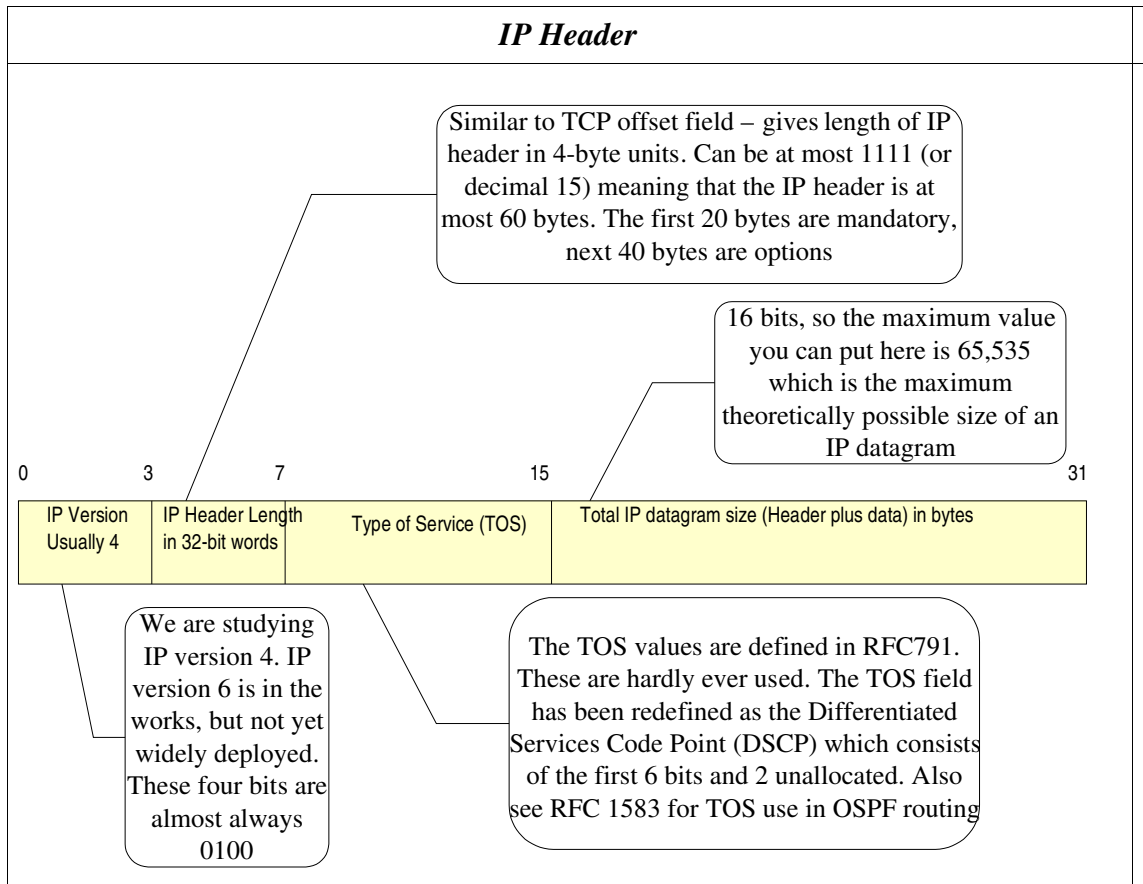 IP Header
Similar to TCP offset field – gives length of IP
header in 4-byte units. Can be at most 1111 (or
decimal 15) meaning that the IP header is at
most 60 bytes. The first 20 bytes are mandatory,
next 40 bytes are options
16 bits, so the maximum value
you can put here is 65,535
which is the maximum
theoretically possible size of an
IP datagram
0 3 7 15 31
IP Version
Usually 4
IP Header Length
in 32-bit words
Type of Service (TOS)
Total IP datagram size (Header plus data) in bytes
We are studying
IP version 4. IP
version 6 is in the
works, but not yet
widely deployed.
These four bits are
almost always
0100
The TOS values are defined in RFC791.
These are hardly ever used. The TOS field
has been redefined as the Differentiated
Services Code Point (DSCP) which consists
of the first 6 bits and 2 unallocated. Also
see RFC 1583 for TOS use in OSPF routing